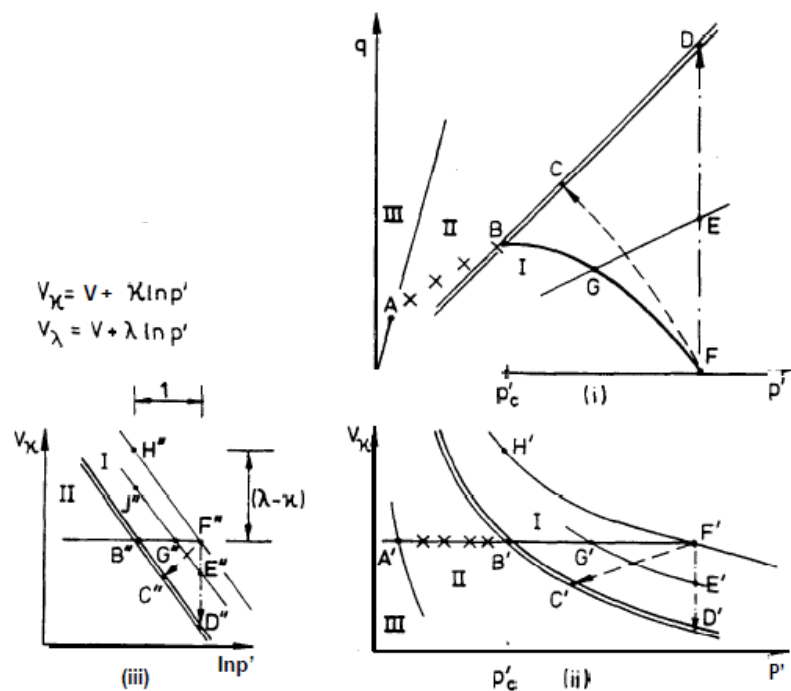 q
D
C
III
II
B
I
E
A
G
F
p'c
(i)
p'
Vϰ = V + ϰ ln p'
Vλ = V + λ ln p'
1
Vϰ
H"
I
II
J"
(λ-ϰ)
F"
B"
G"
E"
C"
D"
lnp'
(iii)
Vϰ
H'
I
F'
A'
B'
G'
II
E'
C'
D'
III
p'c
(ii)
P'